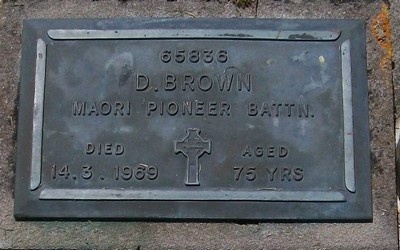 65836
D. BROWN
MAORI PIONEER BATTN.
DIED AGED
14.3.1969 75 YRS